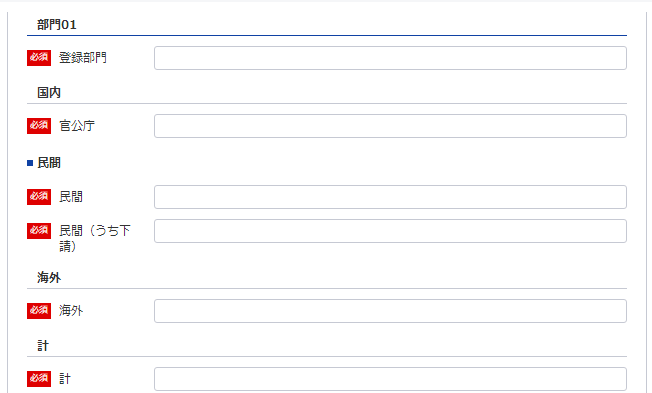 部門01
必須 登録部門
国内
必須 官公庁
民間
必須 民間
必須 民間（うち下
請）
海外
必須 海外
計
必須 計